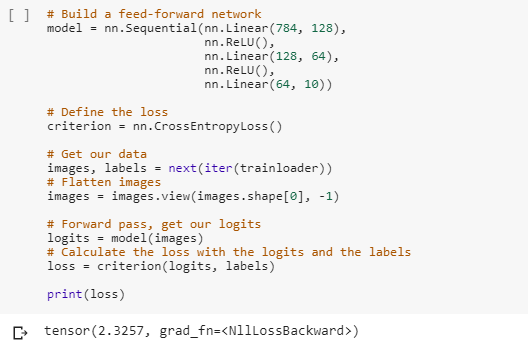 [ ] # Build a feed-forward network
model = nn.Sequential(nn.Linear(784, 128),
                      nn.ReLU(),
                      nn.Linear(128, 64),
                      nn.ReLU(),
                      nn.Linear(64, 10))

# Define the loss
criterion = nn.CrossEntropyLoss()

# Get our data
images, labels = next(iter(trainloader))
# Flatten images
images = images.view(images.shape[0], -1)

# Forward pass, get our logits
logits = model(images)
# Calculate the loss with the logits and the labels
loss = criterion(logits, labels)

print(loss)

tensor(2.3257, grad_fn=<NllLossBackward>)